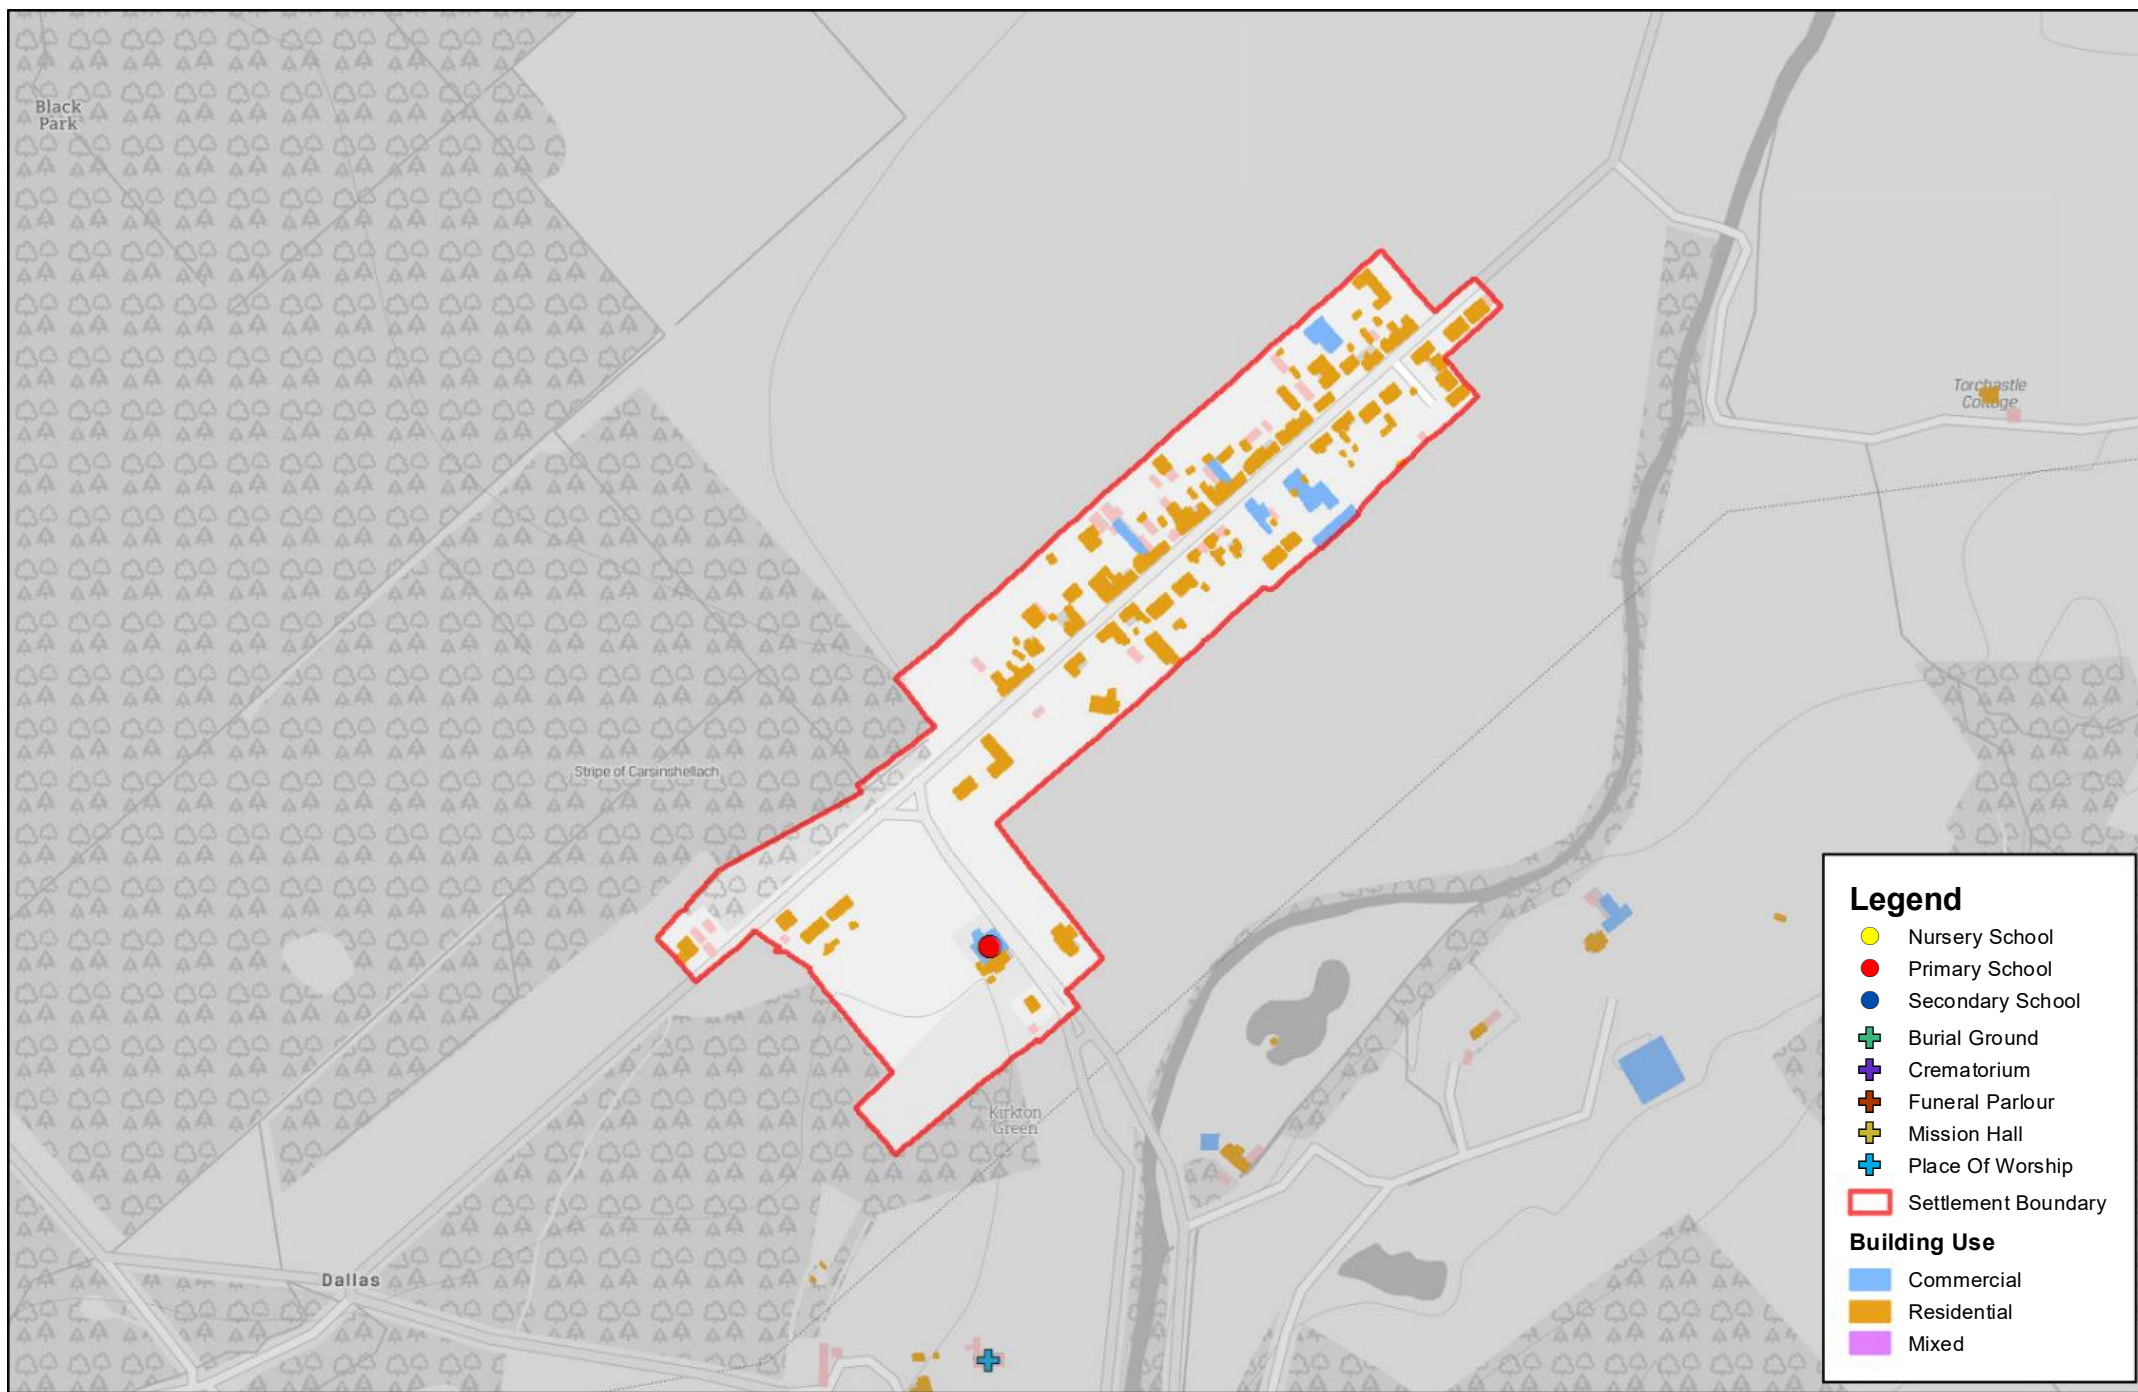 Black
Park
Torchastle
Cottage
Stripe of Carsinshellach
Kirkton
Green
Dallas
Legend
Nursery School
Primary School
Secondary School
Burial Ground
Crematorium
Funeral Parlour
Mission Hall
Place Of Worship
Settlement Boundary
Building Use
Commercial
Residential
Mixed